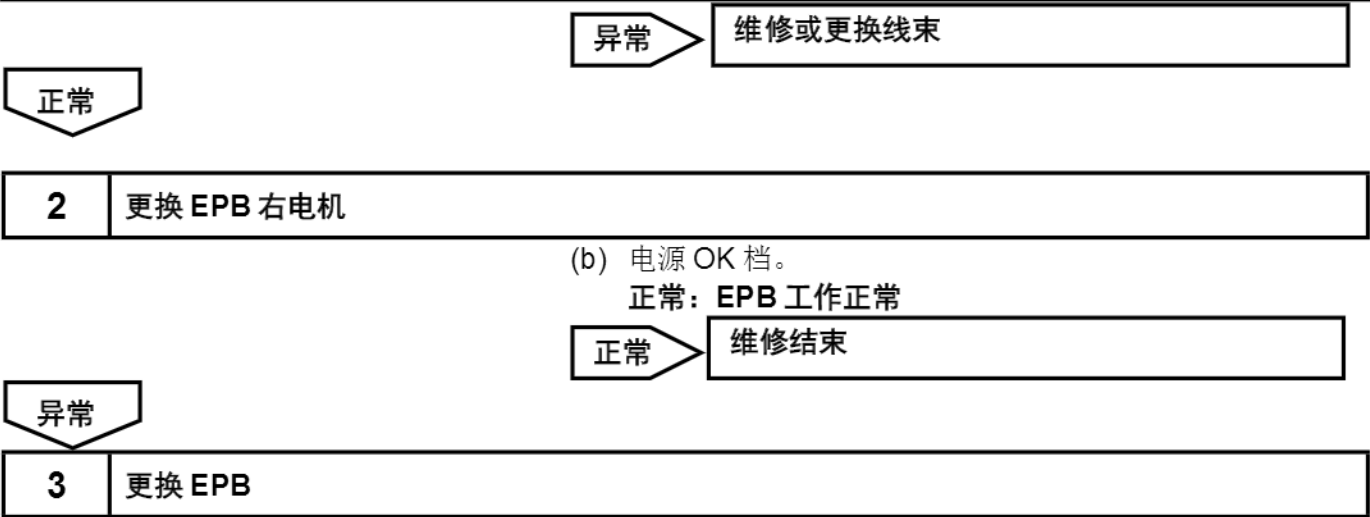 异常 维修或更换线束
正常
2 更换 EPB 右电机
(b) 电源 OK 档。
正常：EPB 工作正常
正常 维修结束
异常
3 更换 EPB